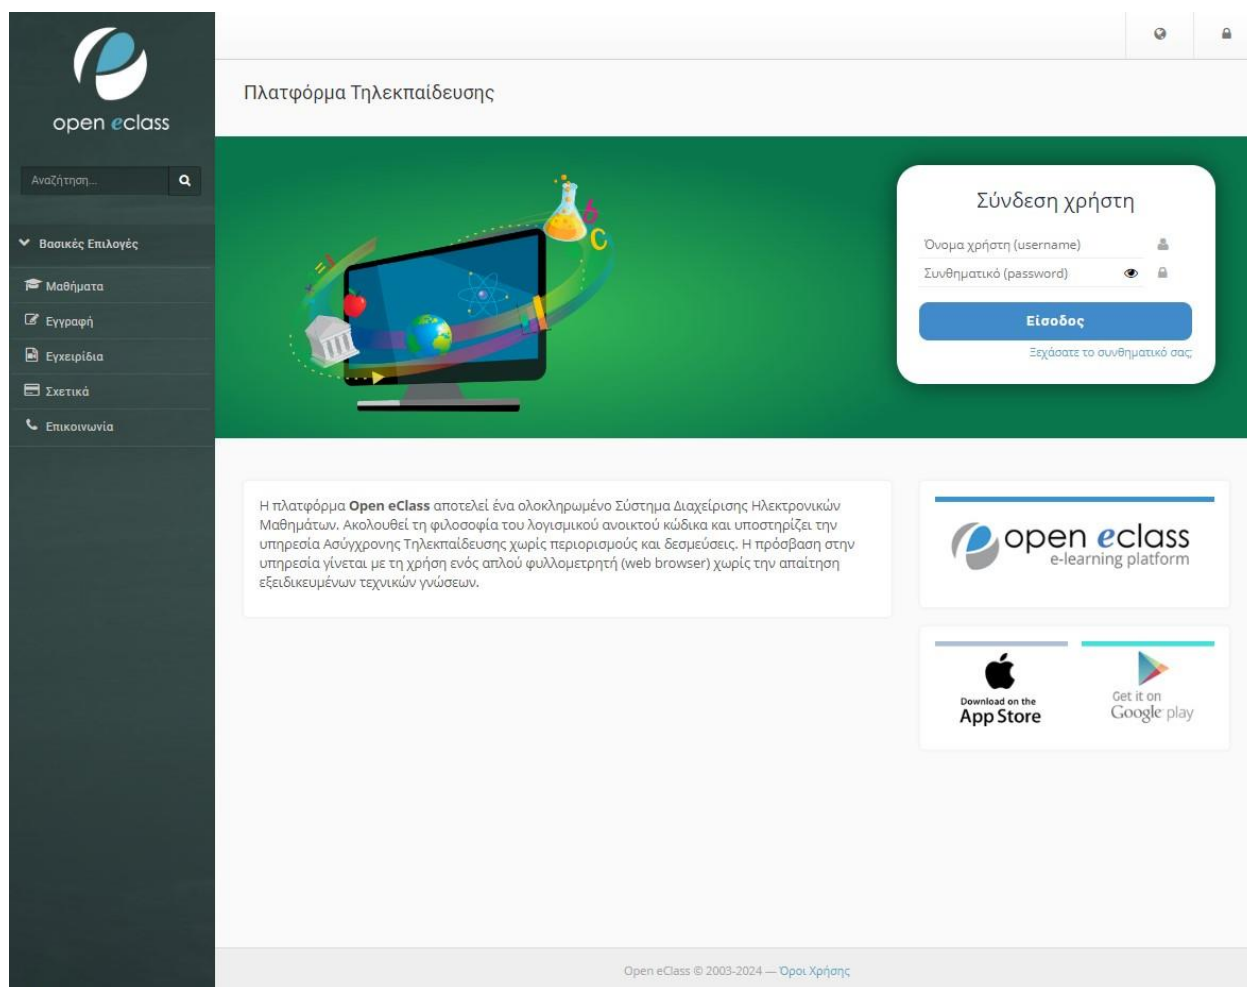 open eclass
Αναζήτηση...
Βασικές Επιλογές
Μαθήματα
Εγγραφή
Εγχειρίδια
Σχετικά
Επικοινωνία
Πλατφόρμα Τηλεκπαίδευσης
b
c
Σύνδεση χρήστη
Όνομα χρήστη (username)
Συνθηματικό (password)
Είσοδος
Ξεχάσατε το συνθηματικό σας;
Η πλατφόρμα Open eClass αποτελεί ένα ολοκληρωμένο Σύστημα Διαχείρισης Ηλεκτρονικών
Μαθημάτων. Ακολουθεί τη φιλοσοφία του λογισμικού ανοικτού κώδικα και υποστηρίζει την
υπηρεσία Ασύγχρονης Τηλεκπαίδευσης χωρίς περιορισμούς και δεσμεύσεις. Η πρόσβαση στην
υπηρεσία γίνεται με τη χρήση ενός απλού φυλλομετρητή (web browser) χωρίς την απαίτηση
εξειδικευμένων τεχνικών γνώσεων.
open eclass
e-learning platform
Download on the
App Store
Get it on
Google play
Open eClass © 2003-2024 — Όροι Χρήσης